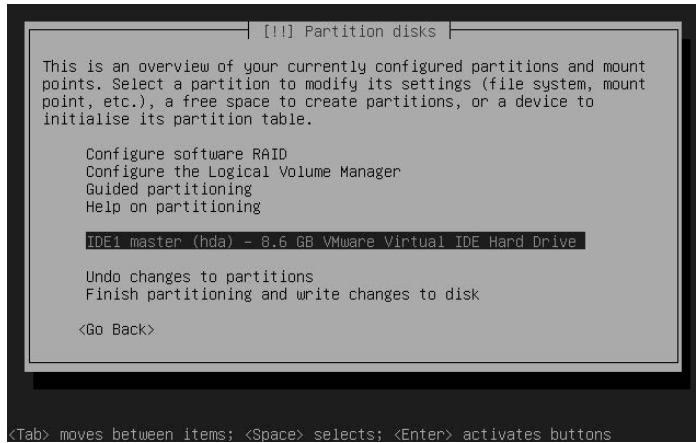 [!!] Partition disks
This is an overview of your currently configured partitions and mount
points. Select a partition to modify its settings (file system, mount
point, etc.), a free space to create partitions, or a device to
initialise its partition table.
Configure software RAID
Configure the Logical Volume Manager
Guided partitioning
Help on partitioning
IDE1 master (hda) - 8.6 GB VMware Virtual IDE Hard Drive
Undo changes to partitions
Finish partitioning and write changes to disk
<Go Back>
<Tab> moves between items; <Space> selects; <Enter> activates buttons